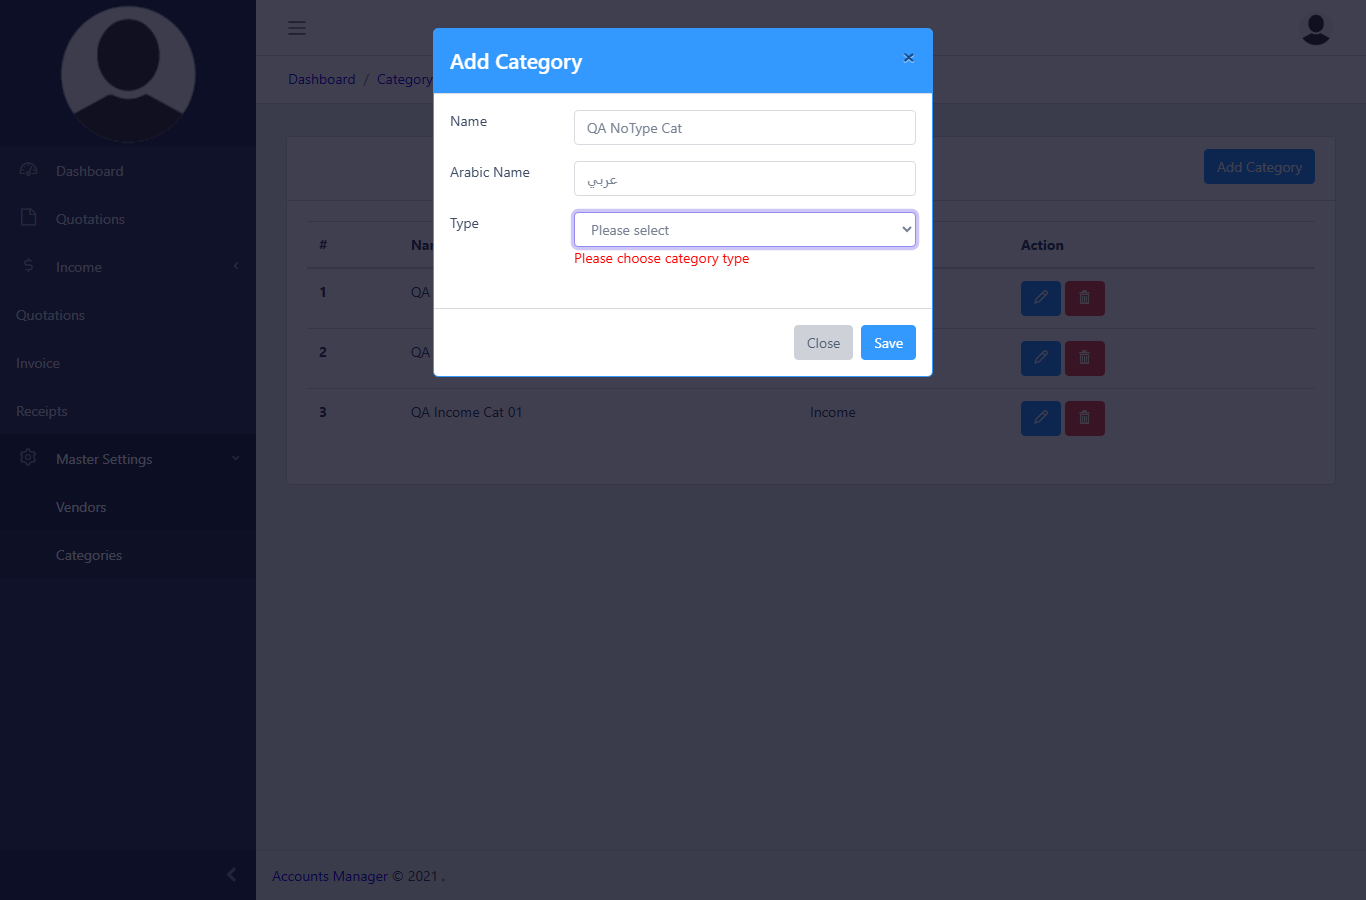 Add Category
×
Name
QA NoType Cat
Arabic Name
عربي
Type
Please select
Please choose category type
Close
Save
Dashboard / Category
Add Category
#
Action
1 QA
2 QA
3 QA Income Cat 01 Income
Dashboard
Quotations
Income
Quotations
Invoice
Receipts
Master Settings
Vendors
Categories
Accounts Manager © 2021 .